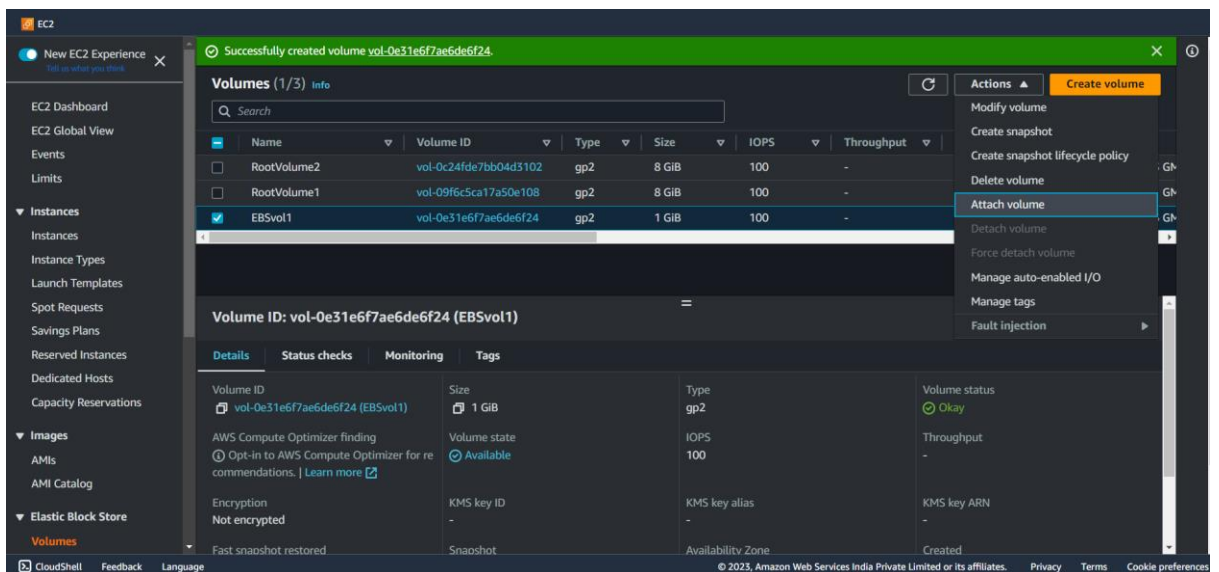 EC2
New EC2 Experience
Tell us what you think
EC2 Dashboard
EC2 Global View
Events
Limits
Instances
Instances
Instance Types
Launch Templates
Spot Requests
Savings Plans
Reserved Instances
Dedicated Hosts
Capacity Reservations
Images
AMIs
AMI Catalog
Elastic Block Store
Volumes
Successfully created volume vol-0e31e6f7ae6de6f24.
Volumes (1/3) Info
Actions
Create volume
Search
Name Volume ID Type Size IOPS Throughput
RootVolume2 vol-0c24fde7bb04d3102 gp2 8 GiB 100 -
RootVolume1 vol-09f6c5ca17a50e108 gp2 8 GiB 100 -
EBSvol1 vol-0e31e6f7ae6de6f24 gp2 1 GiB 100 -
Modify volume
Create snapshot
Create snapshot lifecycle policy
Delete volume
Attach volume
Detach volume
Force detach volume
Manage auto-enabled I/O
Manage tags
Fault injection
Volume ID: vol-0e31e6f7ae6de6f24 (EBSvol1)
Details Status checks Monitoring Tags
Volume ID Size Type Volume status
vol-0e31e6f7ae6de6f24 (EBSvol1) 1 GiB gp2 Okay
AWS Compute Optimizer finding Volume state IOPS Throughput
Opt-in to AWS Compute Optimizer for re Available 100 -
commendations. | Learn more
Encryption KMS key ID KMS key alias KMS key ARN
Not encrypted - - -
Fast snapshot restored Snapshot Availability Zone Created
CloudShell Feedback Language © 2023, Amazon Web Services India Private Limited or its affiliates. Privacy Terms Cookie preferences